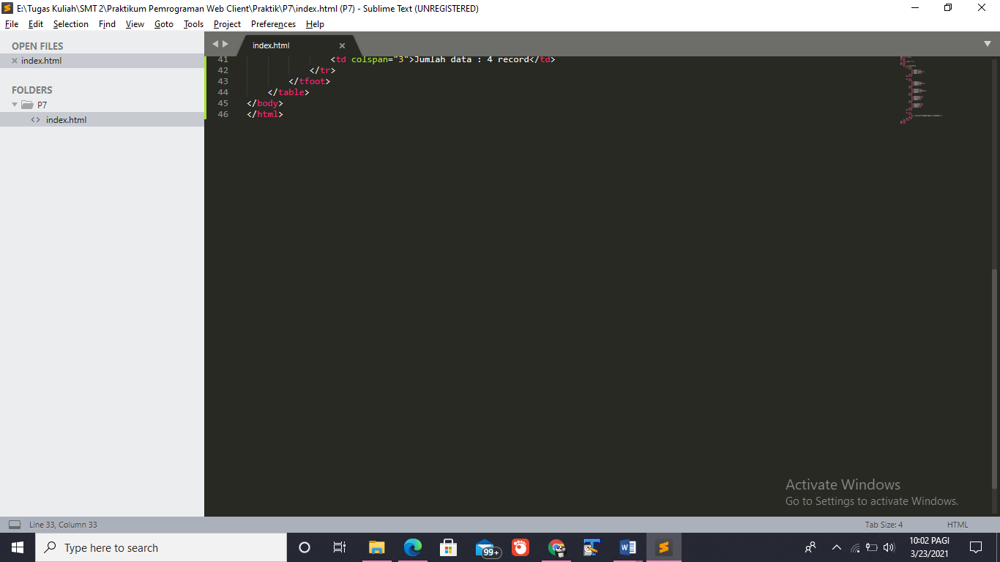 E:\Tugas Kuliah\SMT 2\Praktikum Pemrograman Web Client\Praktik\P7\index.html (P7) - Sublime Text (UNREGISTERED)
File Edit Selection Find View Goto Tools Project Preferences Help
OPEN FILES
index.html
FOLDERS
P7
<> index.html
index.html
41 <td colspan="3">Jumlah data : 4 record</td>
42 </tr>
43 </tfoot>
44 </table>
45 </body>
46 </html>
Activate Windows
Go to Settings to activate Windows.
Line 33, Column 33 Tab Size: 4 HTML
Type here to search
99+
10:02 PAGI
3/23/2021